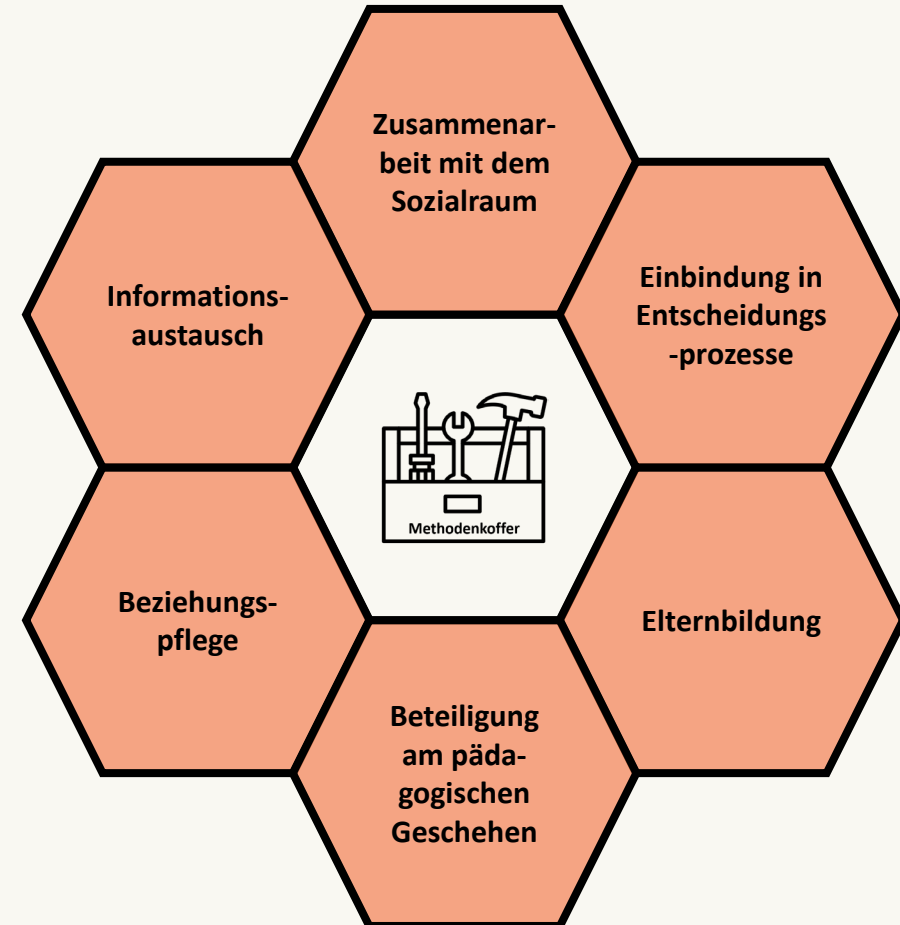 Zusammenar-
beit mit dem
Sozialraum
Informations-
austausch
Einbindung in
Entscheidungs
-prozesse
Methodenkoffer
Beziehungs-
pflege
Elternbildung
Beteiligung
am päda-
gogischen
Geschehen